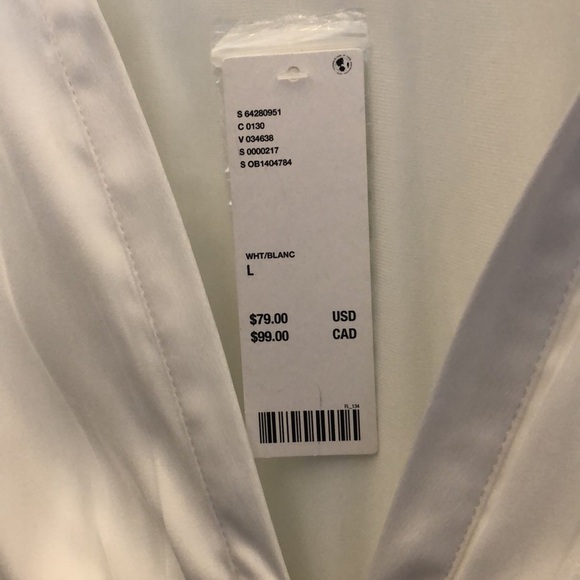 S 64280951
C 0130
V 034638
S 0000217
S OB1404784
WHT/BLANC
L
$79.00 USD
$99.00 CAD